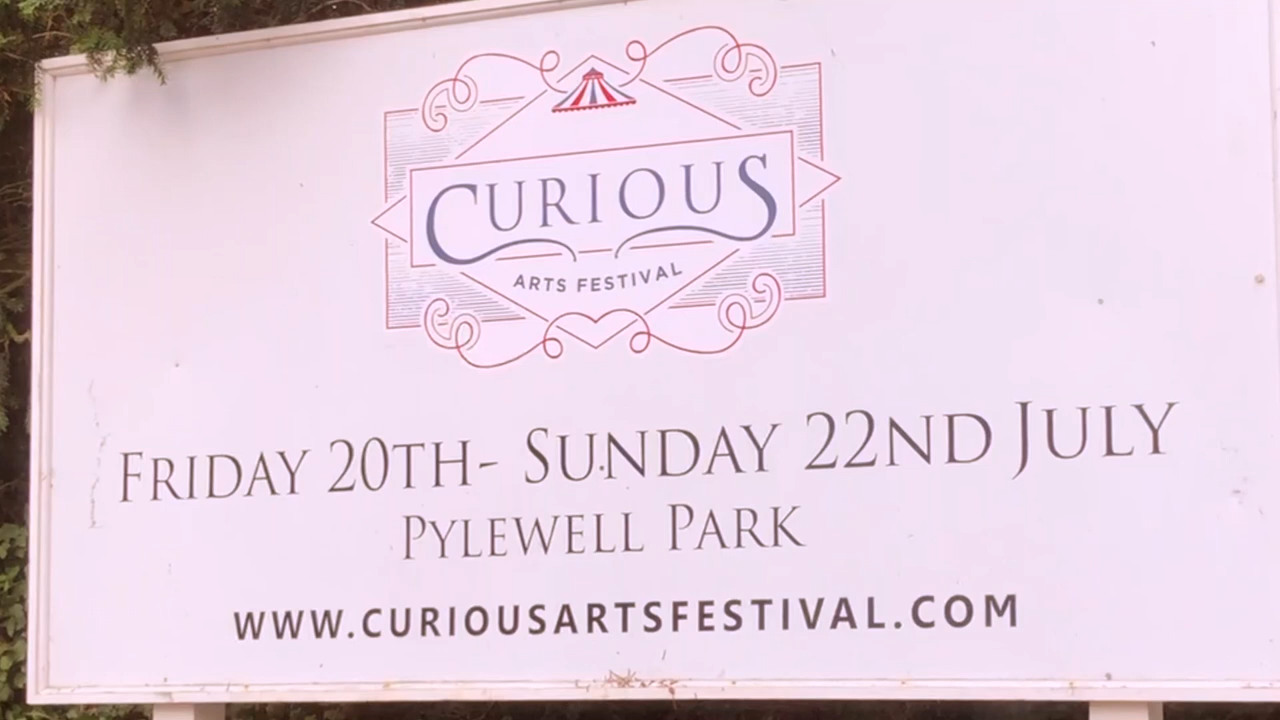 CURIOUS
ARTS FESTIVAL
FRIDAY 20TH- SUNDAY 22ND JULY
PYLEWELL PARK
WWW.CURIOUSARTSFESTIVAL.COM